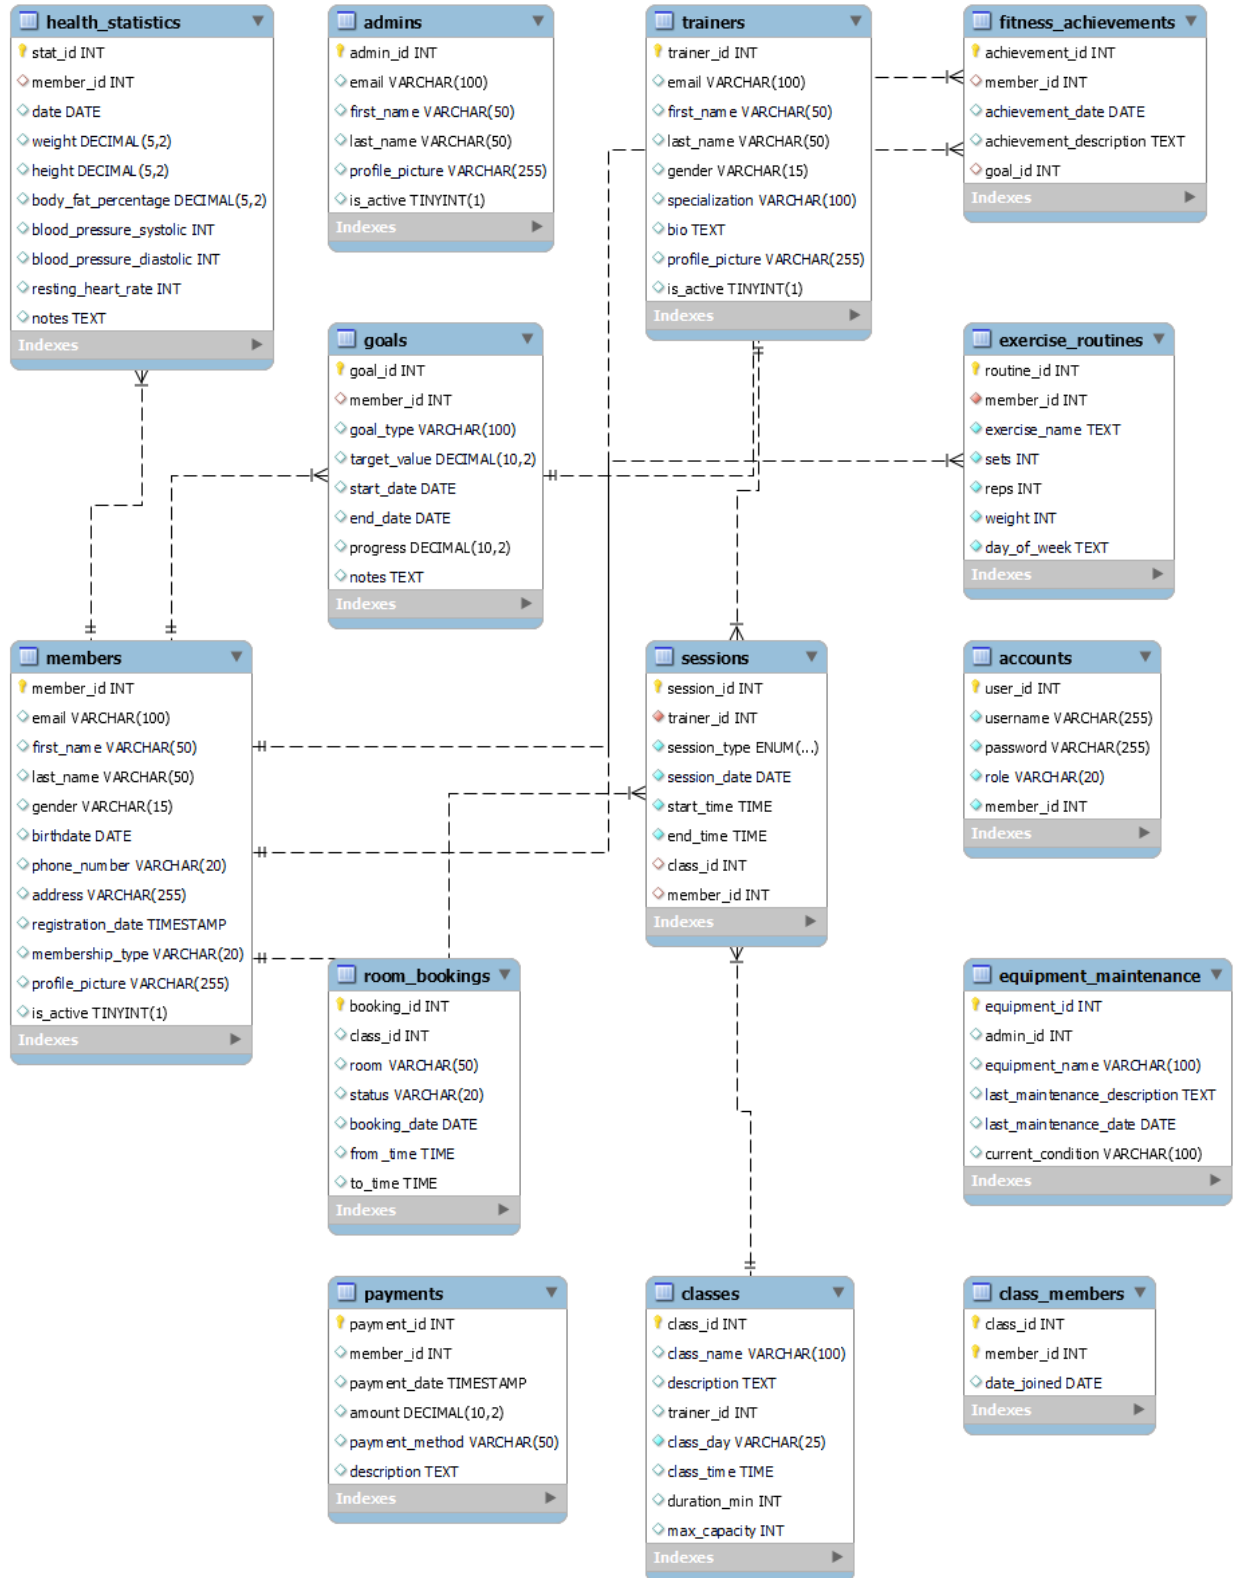 health_statistics
stat_id INT
member_id INT
date DATE
weight DECIMAL(5,2)
height DECIMAL(5,2)
body_fat_percentage DECIMAL(5,2)
blood_pressure_systolic INT
blood_pressure_diastolic INT
resting_heart_rate INT
notes TEXT
Indexes
admins
admin_id INT
email VARCHAR(100)
first_name VARCHAR(50)
last_name VARCHAR(50)
profile_picture VARCHAR(255)
is_active TINYINT(1)
Indexes
trainers
trainer_id INT
email VARCHAR(100)
first_name VARCHAR(50)
last_name VARCHAR(50)
gender VARCHAR(15)
specialization VARCHAR(100)
bio TEXT
profile_picture VARCHAR(255)
is_active TINYINT(1)
Indexes
fitness_achievements
achievement_id INT
member_id INT
achievement_date DATE
achievement_description TEXT
goal_id INT
Indexes
goals
goal_id INT
member_id INT
goal_type VARCHAR(100)
target_value DECIMAL(10,2)
start_date DATE
end_date DATE
progress DECIMAL(10,2)
notes TEXT
Indexes
exercise_routines
routine_id INT
member_id INT
exercise_name TEXT
sets INT
reps INT
weight INT
day_of_week TEXT
Indexes
members
member_id INT
email VARCHAR(100)
first_name VARCHAR(50)
last_name VARCHAR(50)
gender VARCHAR(15)
birthdate DATE
phone_number VARCHAR(20)
address VARCHAR(255)
registration_date TIMESTAMP
membership_type VARCHAR(20)
profile_picture VARCHAR(255)
is_active TINYINT(1)
Indexes
sessions
session_id INT
trainer_id INT
session_type ENUM(...)
session_date DATE
start_time TIME
end_time TIME
class_id INT
member_id INT
Indexes
accounts
user_id INT
username VARCHAR(255)
password VARCHAR(255)
role VARCHAR(20)
member_id INT
Indexes
room_bookings
booking_id INT
class_id INT
room VARCHAR(50)
status VARCHAR(20)
booking_date DATE
from_time TIME
to_time TIME
Indexes
equipment_maintenance
equipment_id INT
admin_id INT
equipment_name VARCHAR(100)
last_maintenance_description TEXT
last_maintenance_date DATE
current_condition VARCHAR(100)
Indexes
payments
payment_id INT
member_id INT
payment_date TIMESTAMP
amount DECIMAL(10,2)
payment_method VARCHAR(50)
description TEXT
Indexes
classes
class_id INT
class_name VARCHAR(100)
description TEXT
trainer_id INT
class_day VARCHAR(25)
class_time TIME
duration_min INT
max_capacity INT
Indexes
class_members
class_id INT
member_id INT
date_joined DATE
Indexes